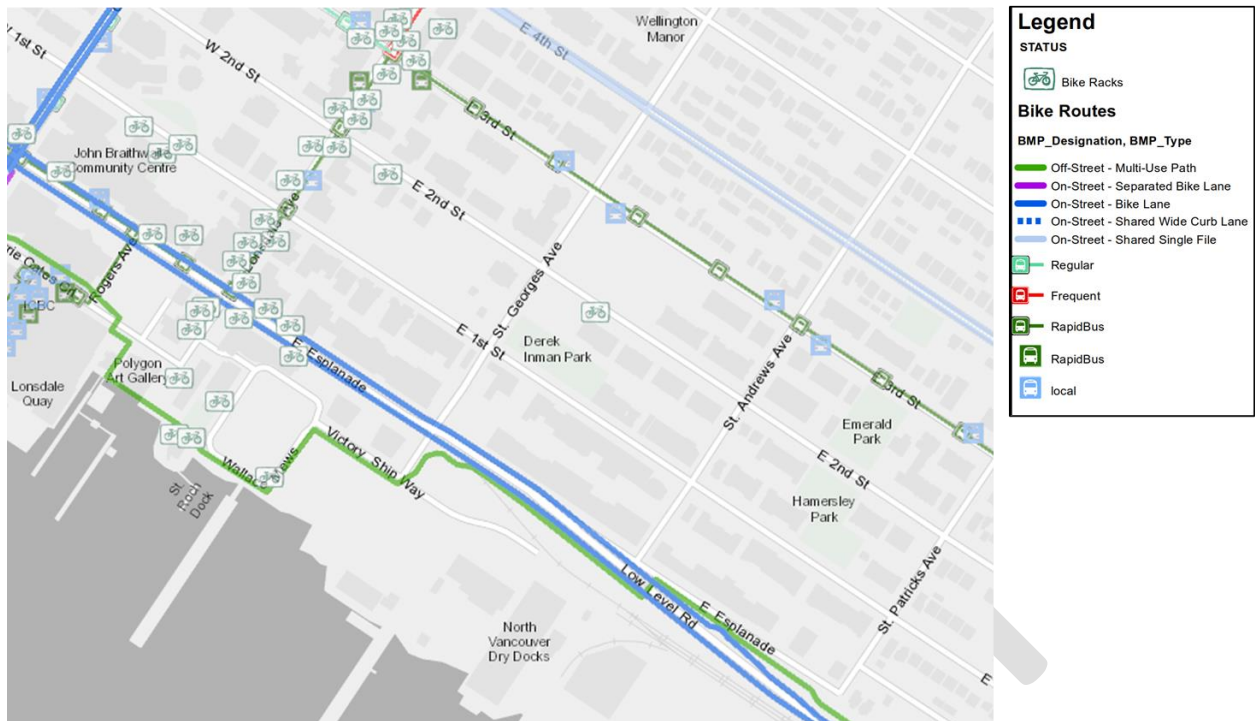 Wellington
Manor
E 4th St
W 2nd St
1st St
E 3rd St
John Braithw
Community Centre
E 2nd St
Rogers Ave
ICBC
St. Georges Ave
E 1st St
Derek
Inman Park
E Esplanade
Polygon
Art Gallery
Lonsdale
Quay
St. Andrews Ave
E 3rd St
Emerald
Park
E 2nd St
Hamersley
Park
Victory Ship Way
Mews
St.
Roch
Dock
Low Level Rd
E Esplanade
St. Patricks Ave
North
Vancouver
Dry Docks
E
Legend
STATUS
Bike Racks
Bike Routes
BMP_Designation, BMP_Type
Off-Street - Multi-Use Path
On-Street - Separated Bike Lane
On-Street - Bike Lane
On-Street - Shared Wide Curb Lane
On-Street - Shared Single File
Regular
Frequent
RapidBus
RapidBus
local